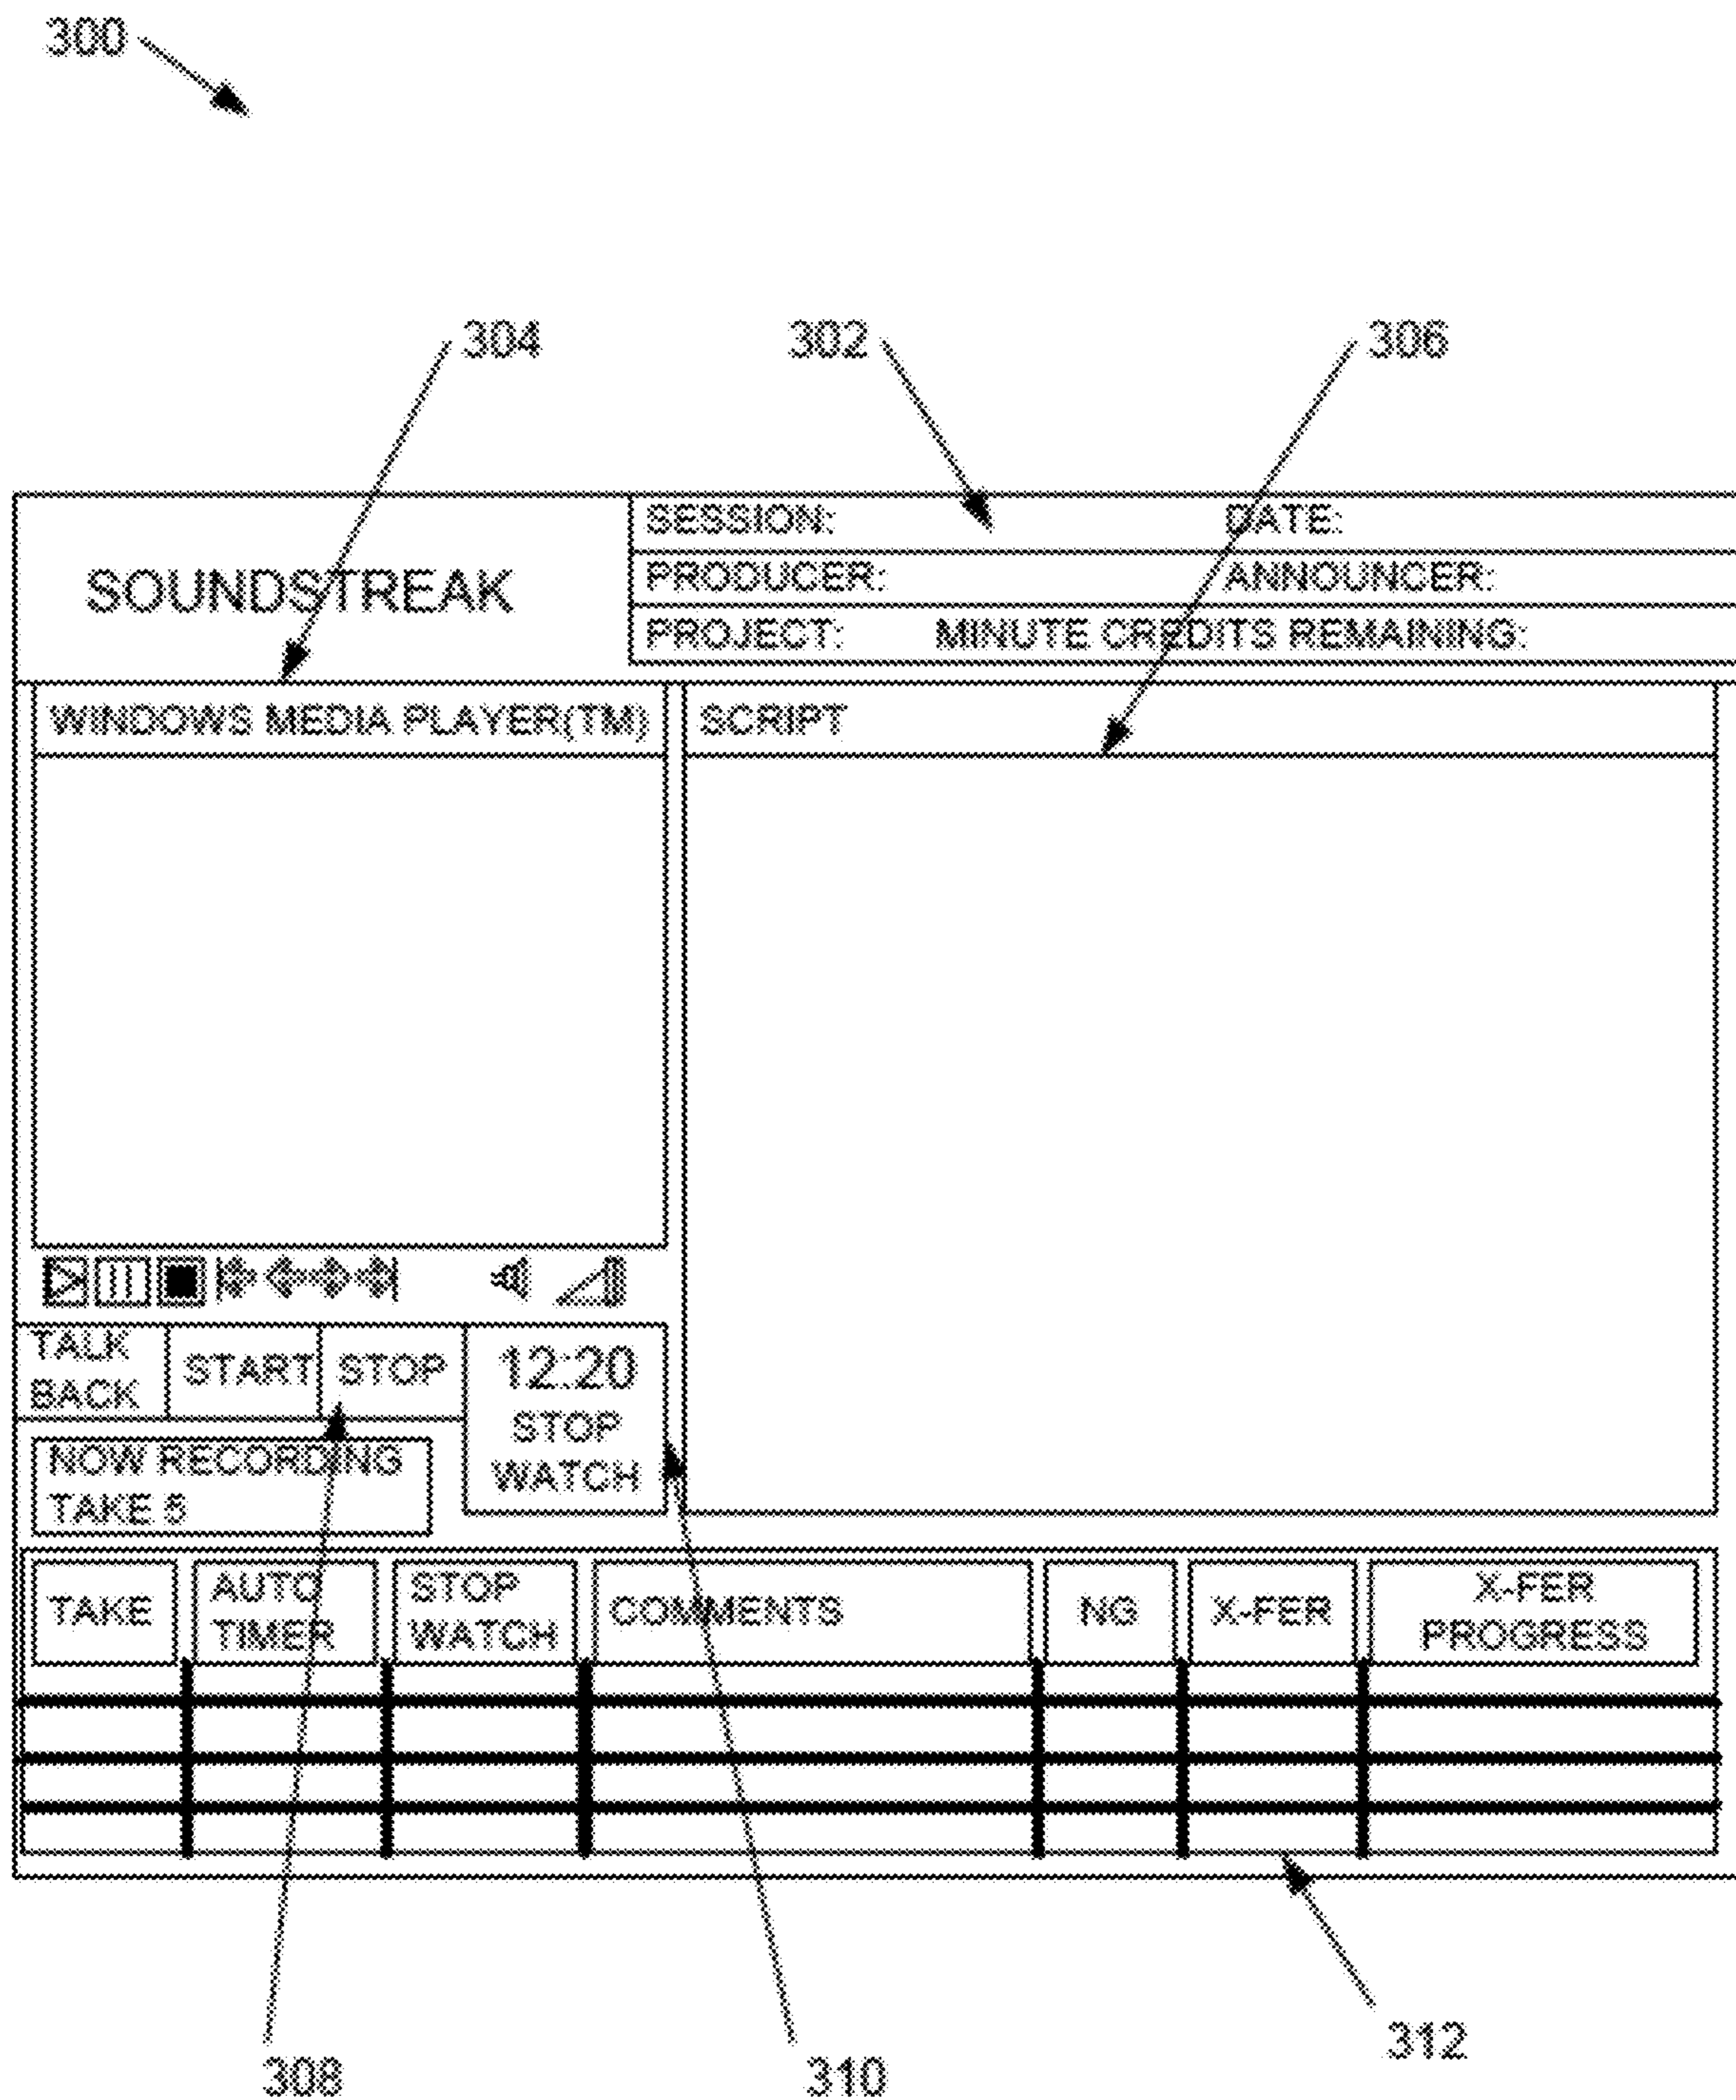 300
304 302 306
SOUNDSTREAK
SESSION: DATE:
PRODUCER: ANNOUNCER:
PROJECT: MINUTE CREDITS REMAINING:
WINDOWS MEDIA PLAYER(TM)
SCRIPT
TALK
BACK
START
STOP
12:20
STOP
WATCH
NOW RECORDING
TAKE 5
TAKE
AUTO
TIMER
STOP
WATCH
COMMENTS
NG
X-FER
X-FER
PROGRESS
308
310
312